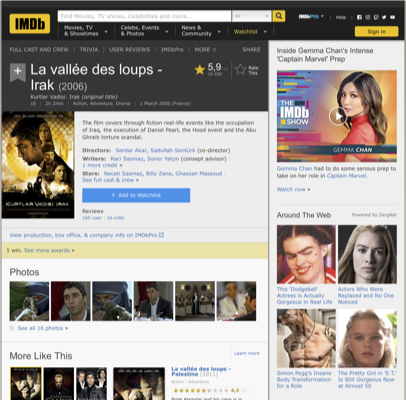 IMDb
Find Movies, TV shows, Celebrities and more...
All
Movies, TV
& Showtimes
Celebs, Events
& Photos
News &
Community
Watchlist
IMDbPro
Help
Sign in
FULL CAST AND CREW | TRIVIA | USER REVIEWS | IMDbPro | MORE
SHARE
La vallée des loups -
Irak (2006)
5,9
Rate
This
Kurtlar Vadisi: Irak (original title)
16 | 2h 2min | Action, Adventure, Drama | 1 March 2006 (France)
The film covers through fiction real-events like the occupation
of Iraq, the execution of Daniel Pearl, the Hood event and the Abu
Ghraib torture scandal.
Directors: Serdar Akar, Sadullah Sentürk (co-director)
Writers: Raci Sasmaz, Soner Yalçin (concept advisor) |
1 more credit »
Stars: Necati Sasmaz, Billy Zane, Ghassan Massoud |
See full cast & crew »
+ Add to Watchlist
Reviews
160 user | 16 critic
KURTLAR VADISI IRAK
View production, box office, & company info on IMDbPro
1 win. See more awards »
Photos
See all 16 photos »
More Like This
Learn more
La vallée des loups -
Palestine (2011)
Action | Adventure
Inside Gemma Chan's Intense
'Captain Marvel' Prep
THE
IMDb
SHOW
GEMMA CHAN
Gemma Chan had to do some serious prep
to take on her role in Captain Marvel.
Watch now »
Around The Web
Powered by ZergNet
This 'Dodgeball'
Actress is Actually
Gorgeous in Real Life
Actors Who Were
Replaced and No One
Noticed
Simon Pegg's Insane
Body Transformation
for a Role
The Pretty Girl in 'E.T.'
Is Still Gorgeous Now
at Almost 50